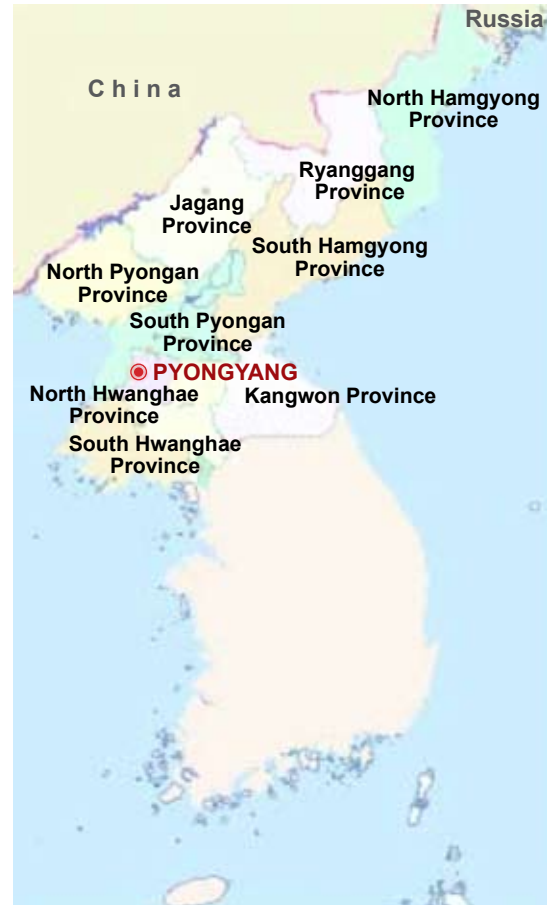 Russia
China
North Hamgyong
Province
Ryanggang
Province
Jagang
Province
South Hamgyong
Province
North Pyongan
Province
South Pyongan
Province
PYONGYANG
North Hwanghae
Province
Kangwon Province
South Hwanghae
Province